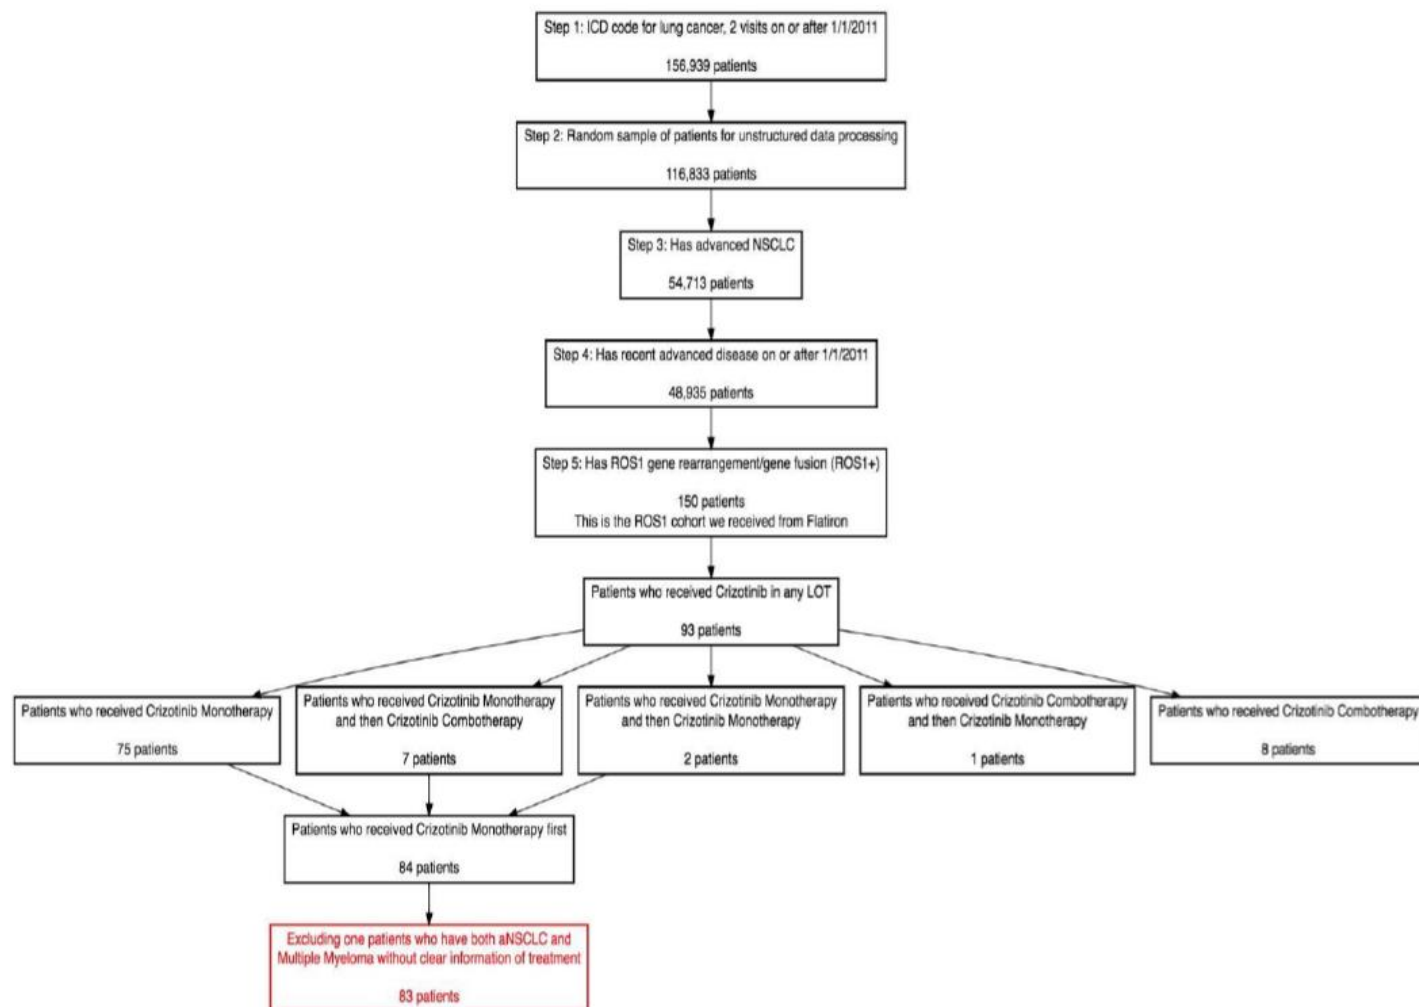 Step 1: ICD code for lung cancer, 2 visits on or after 1/1/2011
156,939 patients
Step 2: Random sample of patients for unstructured data processing
116,833 patients
Step 3: Has advanced NSCLC
54,713 patients
Step 4: Has recent advanced disease on or after 1/1/2011
48,935 patients
Step 5: Has ROS1 gene rearrangement/gene fusion (ROS1+)
150 patients
This is the ROS1 cohort we received from Flatiron
Patients who received Crizotinib in any LOT
93 patients
Patients who received Crizotinib Monotherapy
75 patients
Patients who received Crizotinib Monotherapy
and then Crizotinib Combotherapy
7 patients
Patients who received Crizotinib Monotherapy
and then Crizotinib Monotherapy
2 patients
Patients who received Crizotinib Combotherapy
and then Crizotinib Monotherapy
1 patients
Patients who received Crizotinib Combotherapy
8 patients
Patients who received Crizotinib Monotherapy first
84 patients
Excluding one patients who have both aNSCLC and
Multiple Myeloma without clear information of treatment
83 patients